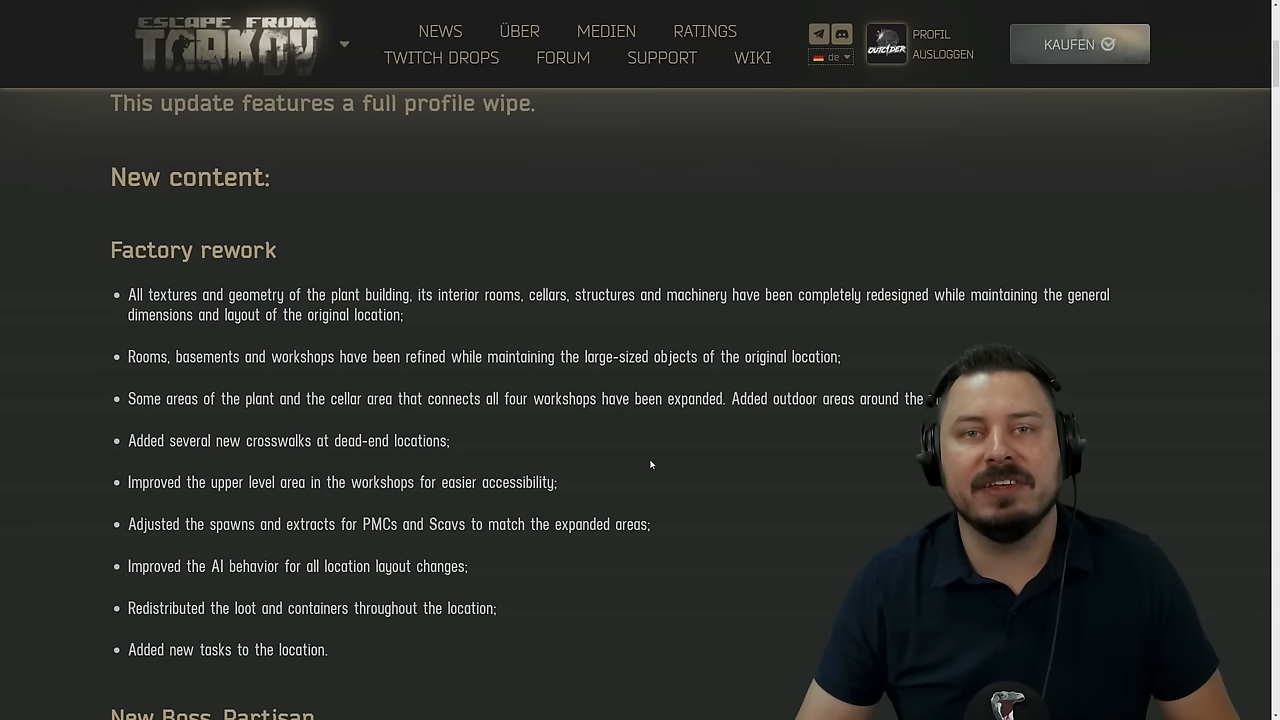 ESCAPE FROM
TARKOV
NEWS ÜBER MEDIEN RATINGS
TWITCH DROPS FORUM SUPPORT WIKI
de
OUTCIDER
PROFIL
AUSLOGGEN
KAUFEN
This update features a full profile wipe.
New content:
Factory rework
All textures and geometry of the plant building, its interior rooms, cellars, structures and machinery have been completely redesigned while maintaining the general
dimensions and layout of the original location;
Rooms, basements and workshops have been refined while maintaining the large-sized objects of the original location;
Some areas of the plant and the cellar area that connects all four workshops have been expanded. Added outdoor areas around the
Added several new crosswalks at dead-end locations;
Improved the upper level area in the workshops for easier accessibility;
Adjusted the spawns and extracts for PMCs and Scavs to match the expanded areas;
Improved the AI behavior for all location layout changes;
Redistributed the loot and containers throughout the location;
Added new tasks to the location.
New Boss, Partisan